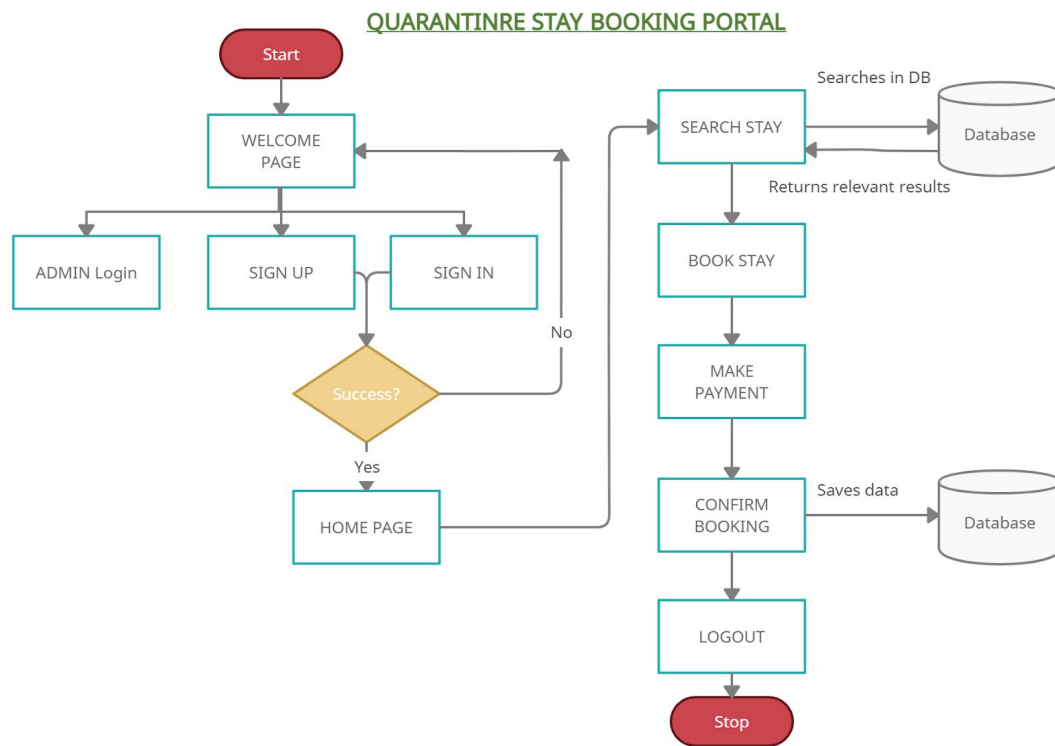 QUARANTINRE STAY BOOKING PORTAL
Start
WELCOME
PAGE
ADMIN Login
SIGN UP
SIGN IN
No
Success?
Yes
HOME PAGE
Searches in DB
SEARCH STAY
Database
Returns relevant results
BOOK STAY
MAKE
PAYMENT
Saves data
CONFIRM
BOOKING
Database
LOGOUT
Stop